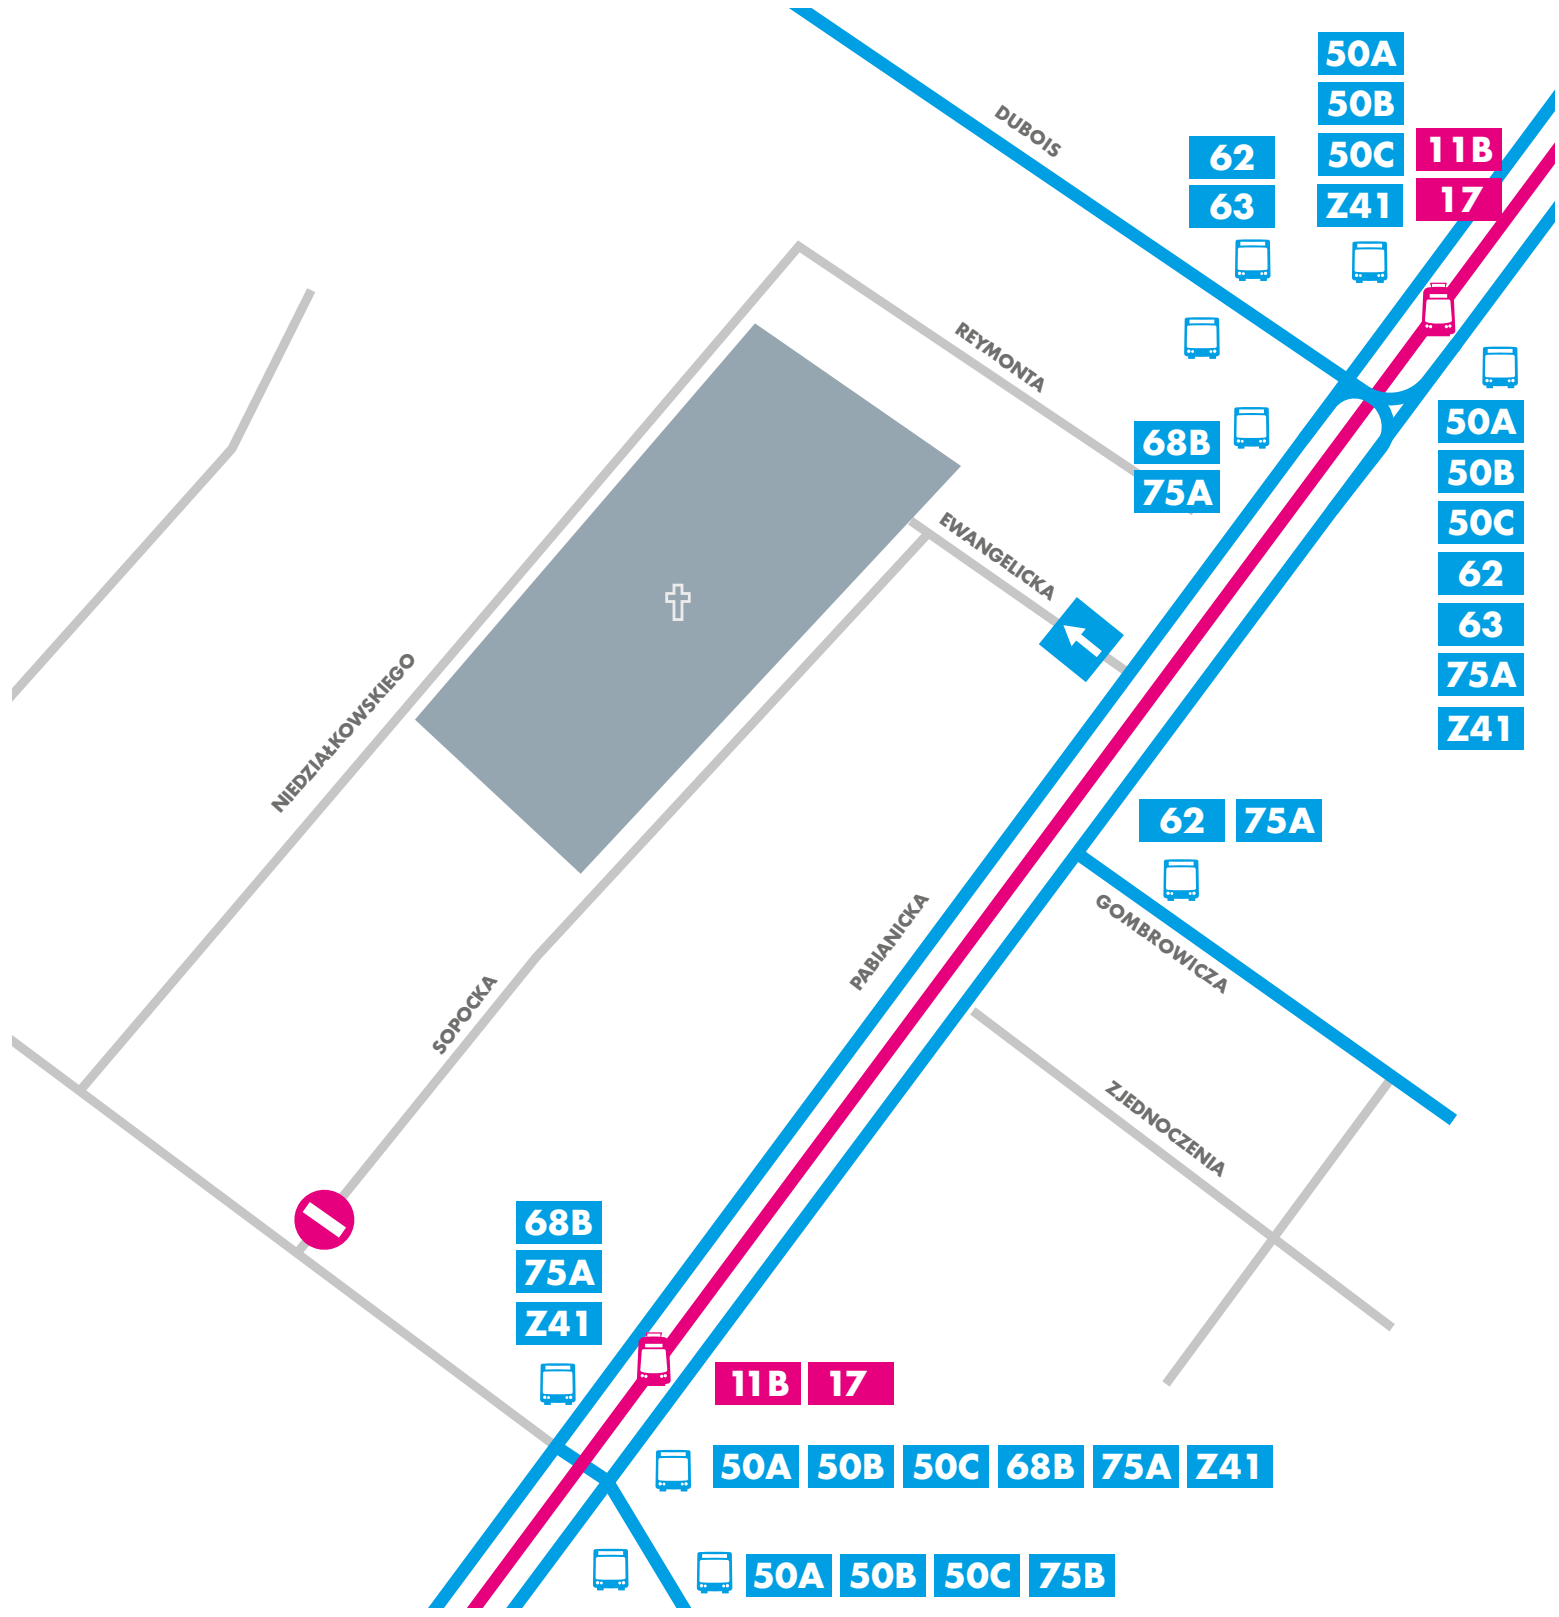 50A
50B
50C
Z41
11B
17
DUBOIS
62
63
REYMONTA
68B
75A
50A
50B
50C
62
63
75A
Z41
EWANGELICKA
NIEDZIAŁKOWSKIEGO
62 75A
GOMBROWICZA
PABIANICKA
SOPOCKA
ZJEDNOCZENIA
68B
75A
Z41
11B 17
50A 50B 50C 68B 75A Z41
50A 50B 50C 75B